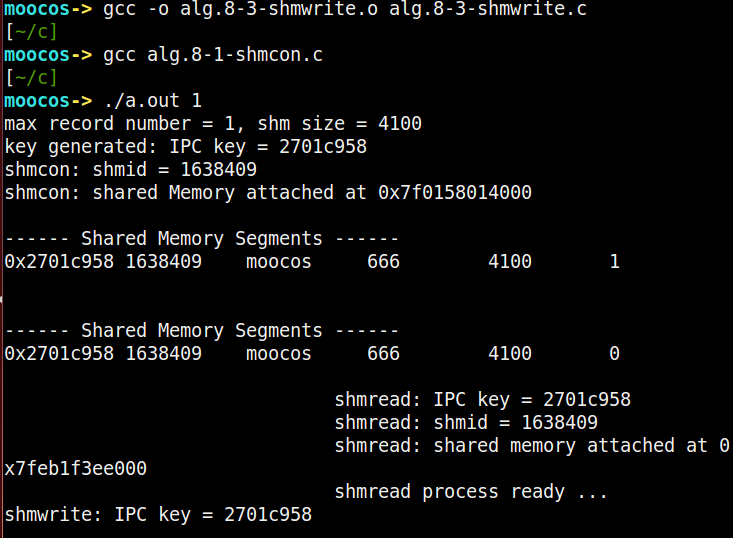 moocos-> gcc -o alg.8-3-shmwrite.o alg.8-3-shmwrite.c
[~/c]
moocos-> gcc alg.8-1-shmcon.c
[~/c]
moocos-> ./a.out 1
max record number = 1, shm size = 4100
key generated: IPC key = 2701c958
shmcon: shmid = 1638409
shmcon: shared Memory attached at 0x7f0158014000
------ Shared Memory Segments ------
0x2701c958 1638409    moocos     666        4100       1
------ Shared Memory Segments ------
0x2701c958 1638409    moocos     666        4100       0
shmread: IPC key = 2701c958
shmread: shmid = 1638409
shmread: shared memory attached at 0
x7feb1f3ee000
shmread process ready ...
shmwrite: IPC key = 2701c958